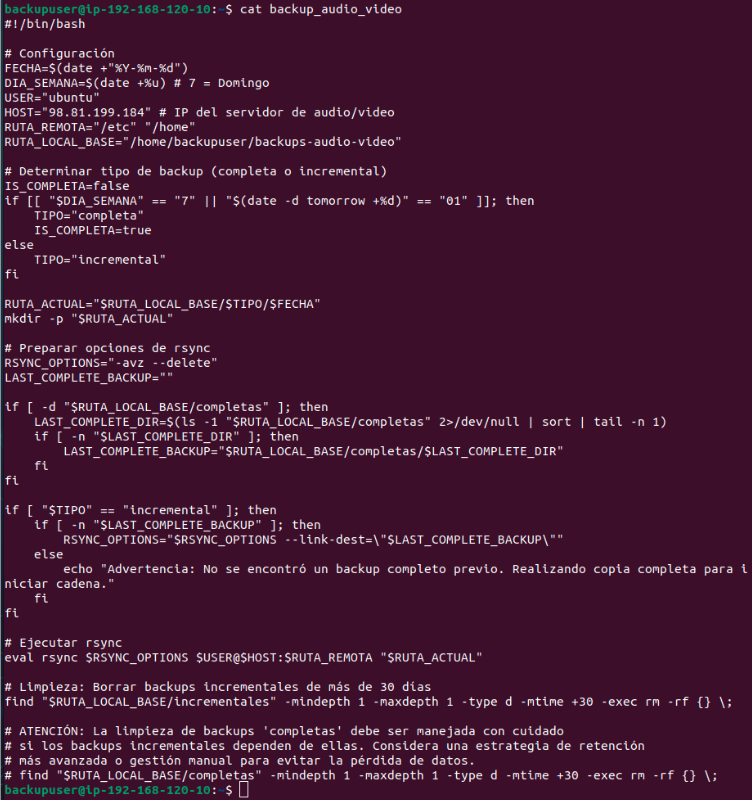 backupuser@ip-192-168-120-10:~$ cat backup_audio_video
#!/bin/bash

# Configuración
FECHA=$(date +"%Y-%m-%d")
DIA_SEMANA=$(date +%u) # 7 = Domingo
USER="ubuntu"
HOST="98.81.199.184" # IP del servidor de audio/video
RUTA_REMOTA="/etc" "/home"
RUTA_LOCAL_BASE="/home/backupuser/backups-audio-video"

# Determinar tipo de backup (completa o incremental)
IS_COMPLETA=false
if [[ "$DIA_SEMANA" == "7" || "$(date -d tomorrow +%d)" == "01" ]]; then
    TIPO="completa"
    IS_COMPLETA=true
else
    TIPO="incremental"
fi

RUTA_ACTUAL="$RUTA_LOCAL_BASE/$TIPO/$FECHA"
mkdir -p "$RUTA_ACTUAL"

# Preparar opciones de rsync
RSYNC_OPTIONS="-avz --delete"
LAST_COMPLETE_BACKUP=""

if [ -d "$RUTA_LOCAL_BASE/completas" ]; then
    LAST_COMPLETE_DIR=$(ls -1 "$RUTA_LOCAL_BASE/completas" 2>/dev/null | sort | tail -n 1)
    if [ -n "$LAST_COMPLETE_DIR" ]; then
        LAST_COMPLETE_BACKUP="$RUTA_LOCAL_BASE/completas/$LAST_COMPLETE_DIR"
    fi
fi

if [ "$TIPO" == "incremental" ]; then
    if [ -n "$LAST_COMPLETE_BACKUP" ]; then
        RSYNC_OPTIONS="$RSYNC_OPTIONS --link-dest=\"$LAST_COMPLETE_BACKUP\""
    else
        echo "Advertencia: No se encontró un backup completo previo. Realizando copia completa para i
niciar cadena."
    fi
fi

# Ejecutar rsync
eval rsync $RSYNC_OPTIONS $USER@$HOST:$RUTA_REMOTA "$RUTA_ACTUAL"

# Limpieza: Borrar backups incrementales de más de 30 días
find "$RUTA_LOCAL_BASE/incrementales" -mindepth 1 -maxdepth 1 -type d -mtime +30 -exec rm -rf {} \;

# ATENCIÓN: La limpieza de backups 'completas' debe ser manejada con cuidado
# si los backups incrementales dependen de ellas. Considera una estrategia de retención
# más avanzada o gestión manual para evitar la pérdida de datos.
# find "$RUTA_LOCAL_BASE/completas" -mindepth 1 -maxdepth 1 -type d -mtime +30 -exec rm -rf {} \;
backupuser@ip-192-168-120-10:~$